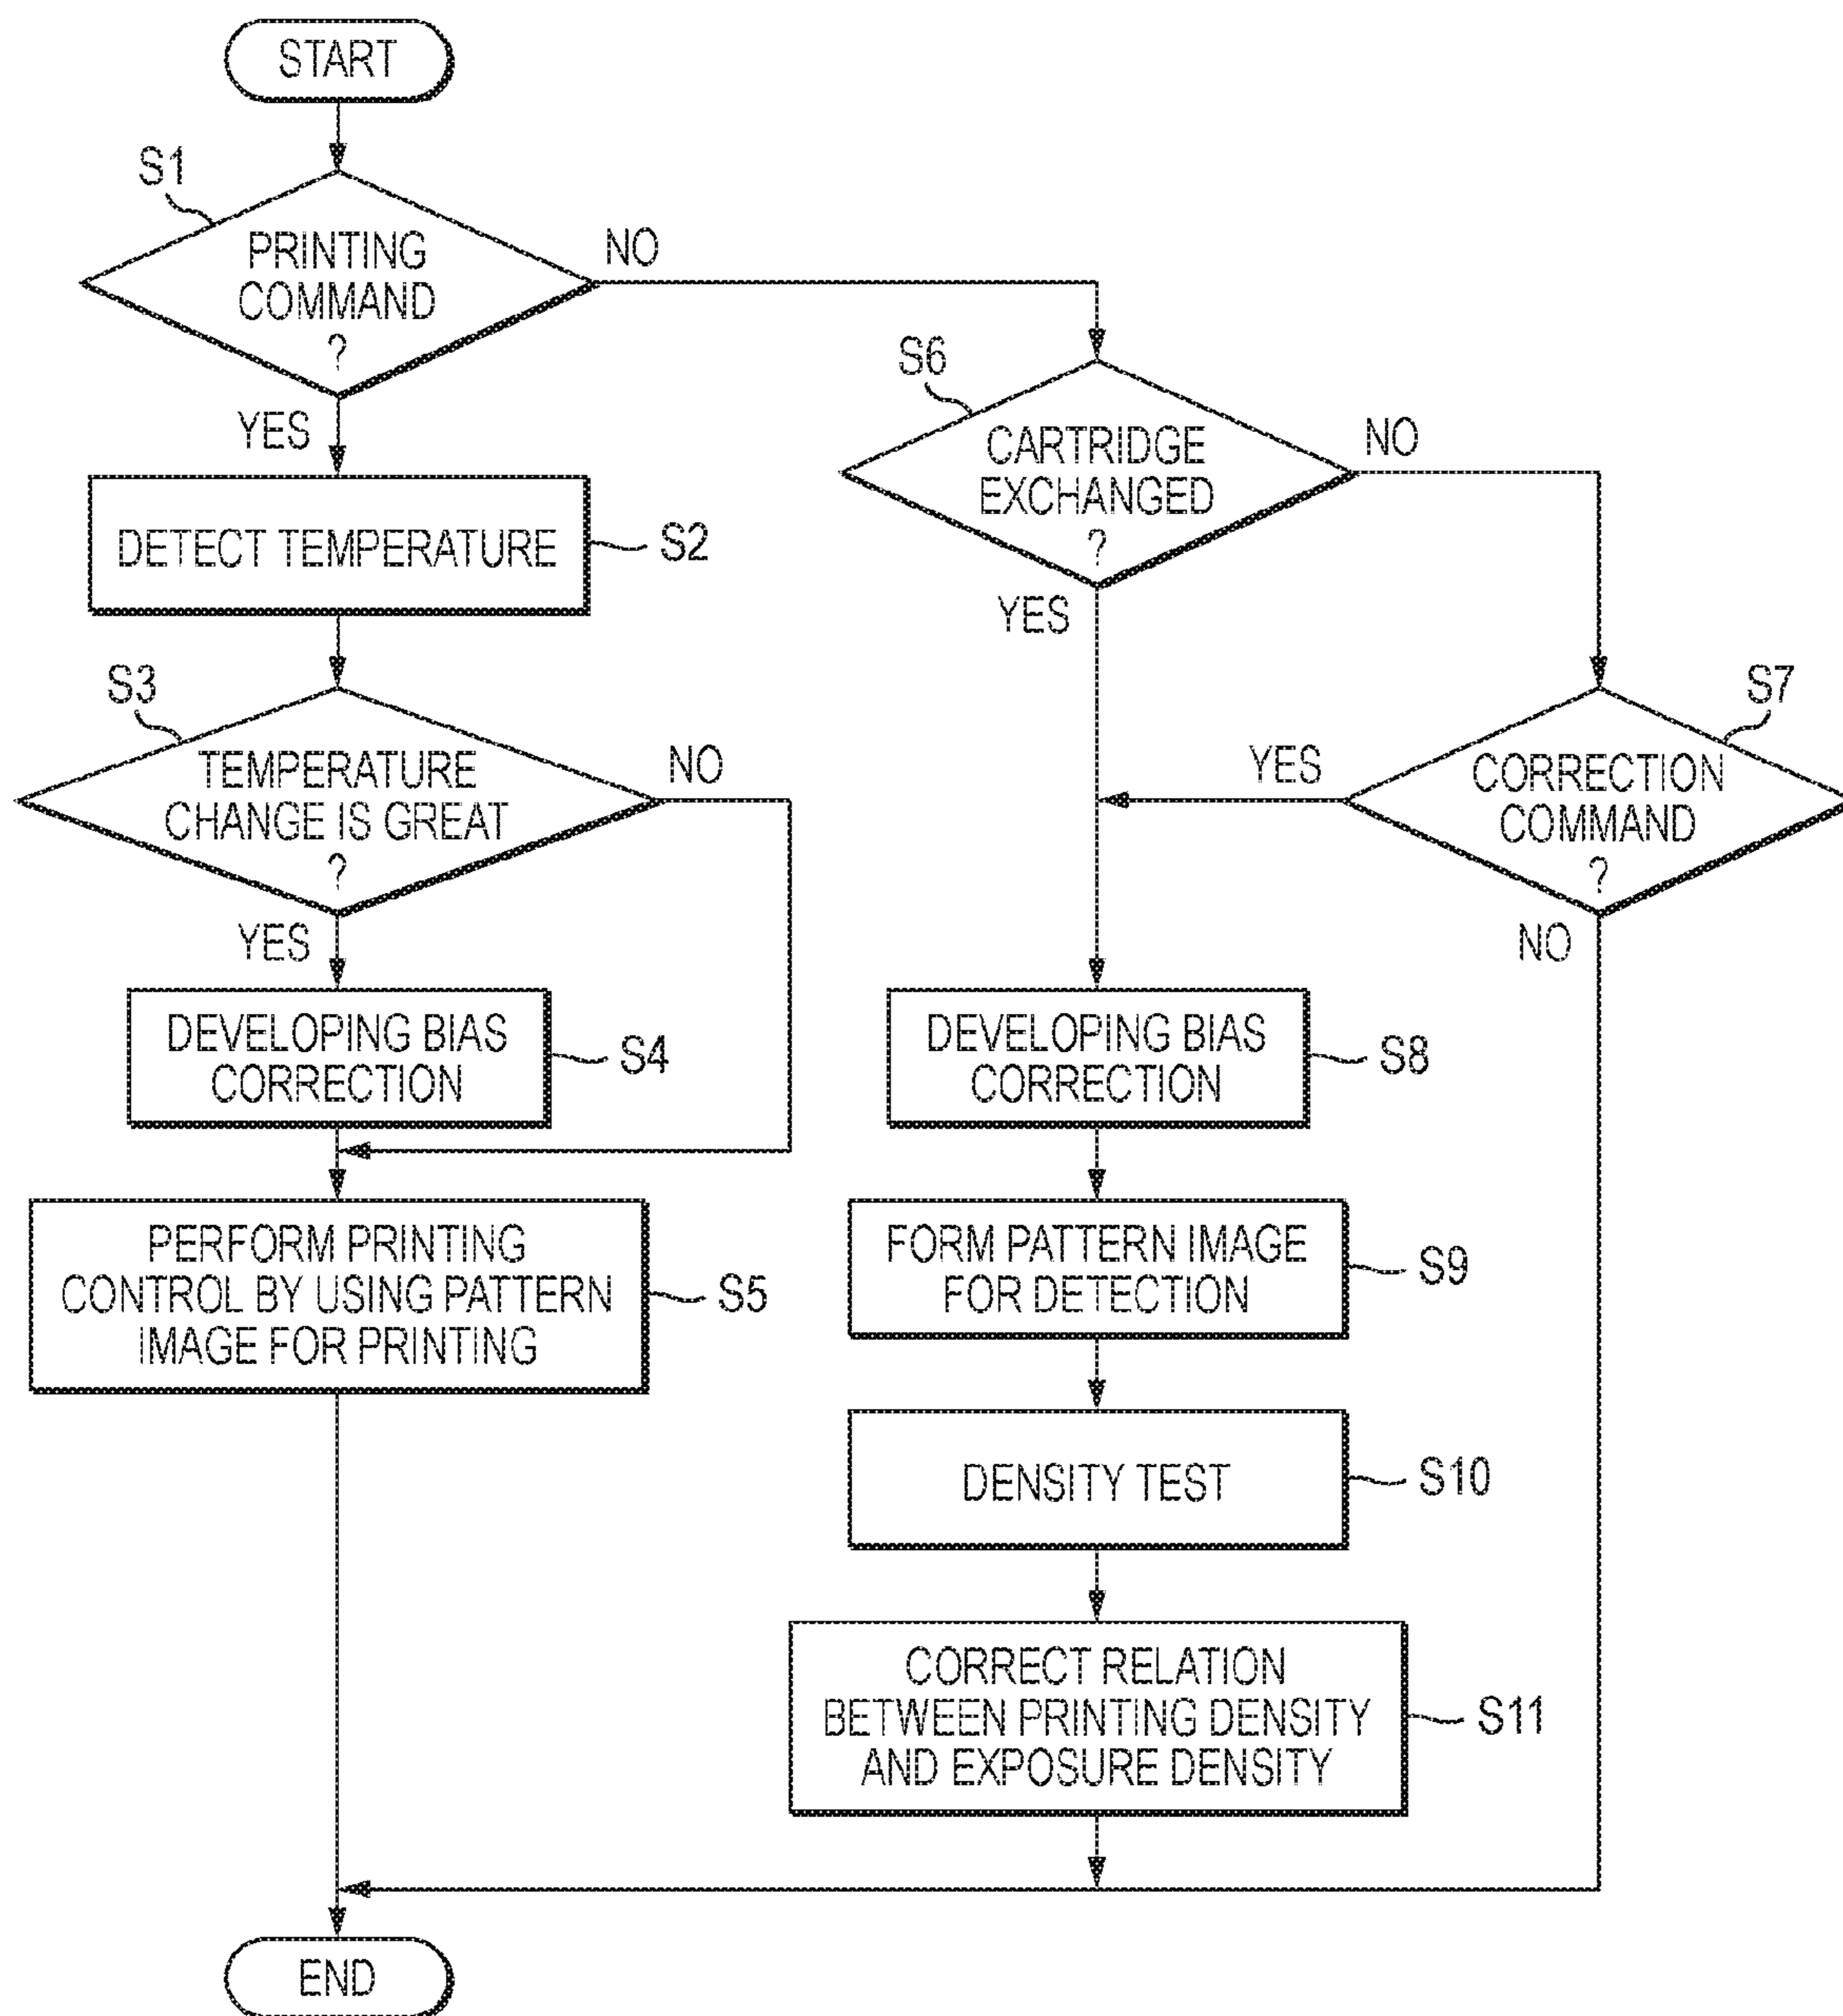 START
S1
PRINTING
COMMAND
?
NO
YES
DETECT TEMPERATURE
S2
S3
TEMPERATURE
CHANGE IS GREAT
?
NO
YES
DEVELOPING BIAS
CORRECTION
S4
PERFORM PRINTING
CONTROL BY USING PATTERN
IMAGE FOR PRINTING
S5
S6
CARTRIDGE
EXCHANGED
?
NO
YES
S7
CORRECTION
COMMAND
?
YES
NO
DEVELOPING BIAS
CORRECTION
S8
FORM PATTERN IMAGE
FOR DETECTION
S9
DENSITY TEST
S10
CORRECT RELATION
BETWEEN PRINTING DENSITY
AND EXPOSURE DENSITY
S11
END